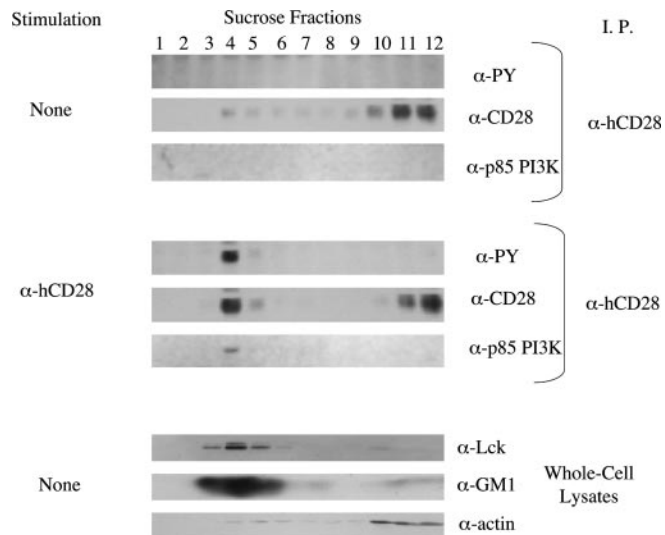 Stimulation Sucrose Fractions I. P.
1 2 3 4 5 6 7 8 9 10 11 12
α-PY
None α-CD28 α-hCD28
α-p85 PI3K
α-PY
α-hCD28 α-CD28 α-hCD28
α-p85 PI3K
α-Lck
None α-GM1 Whole-Cell
Lysates
α-actin